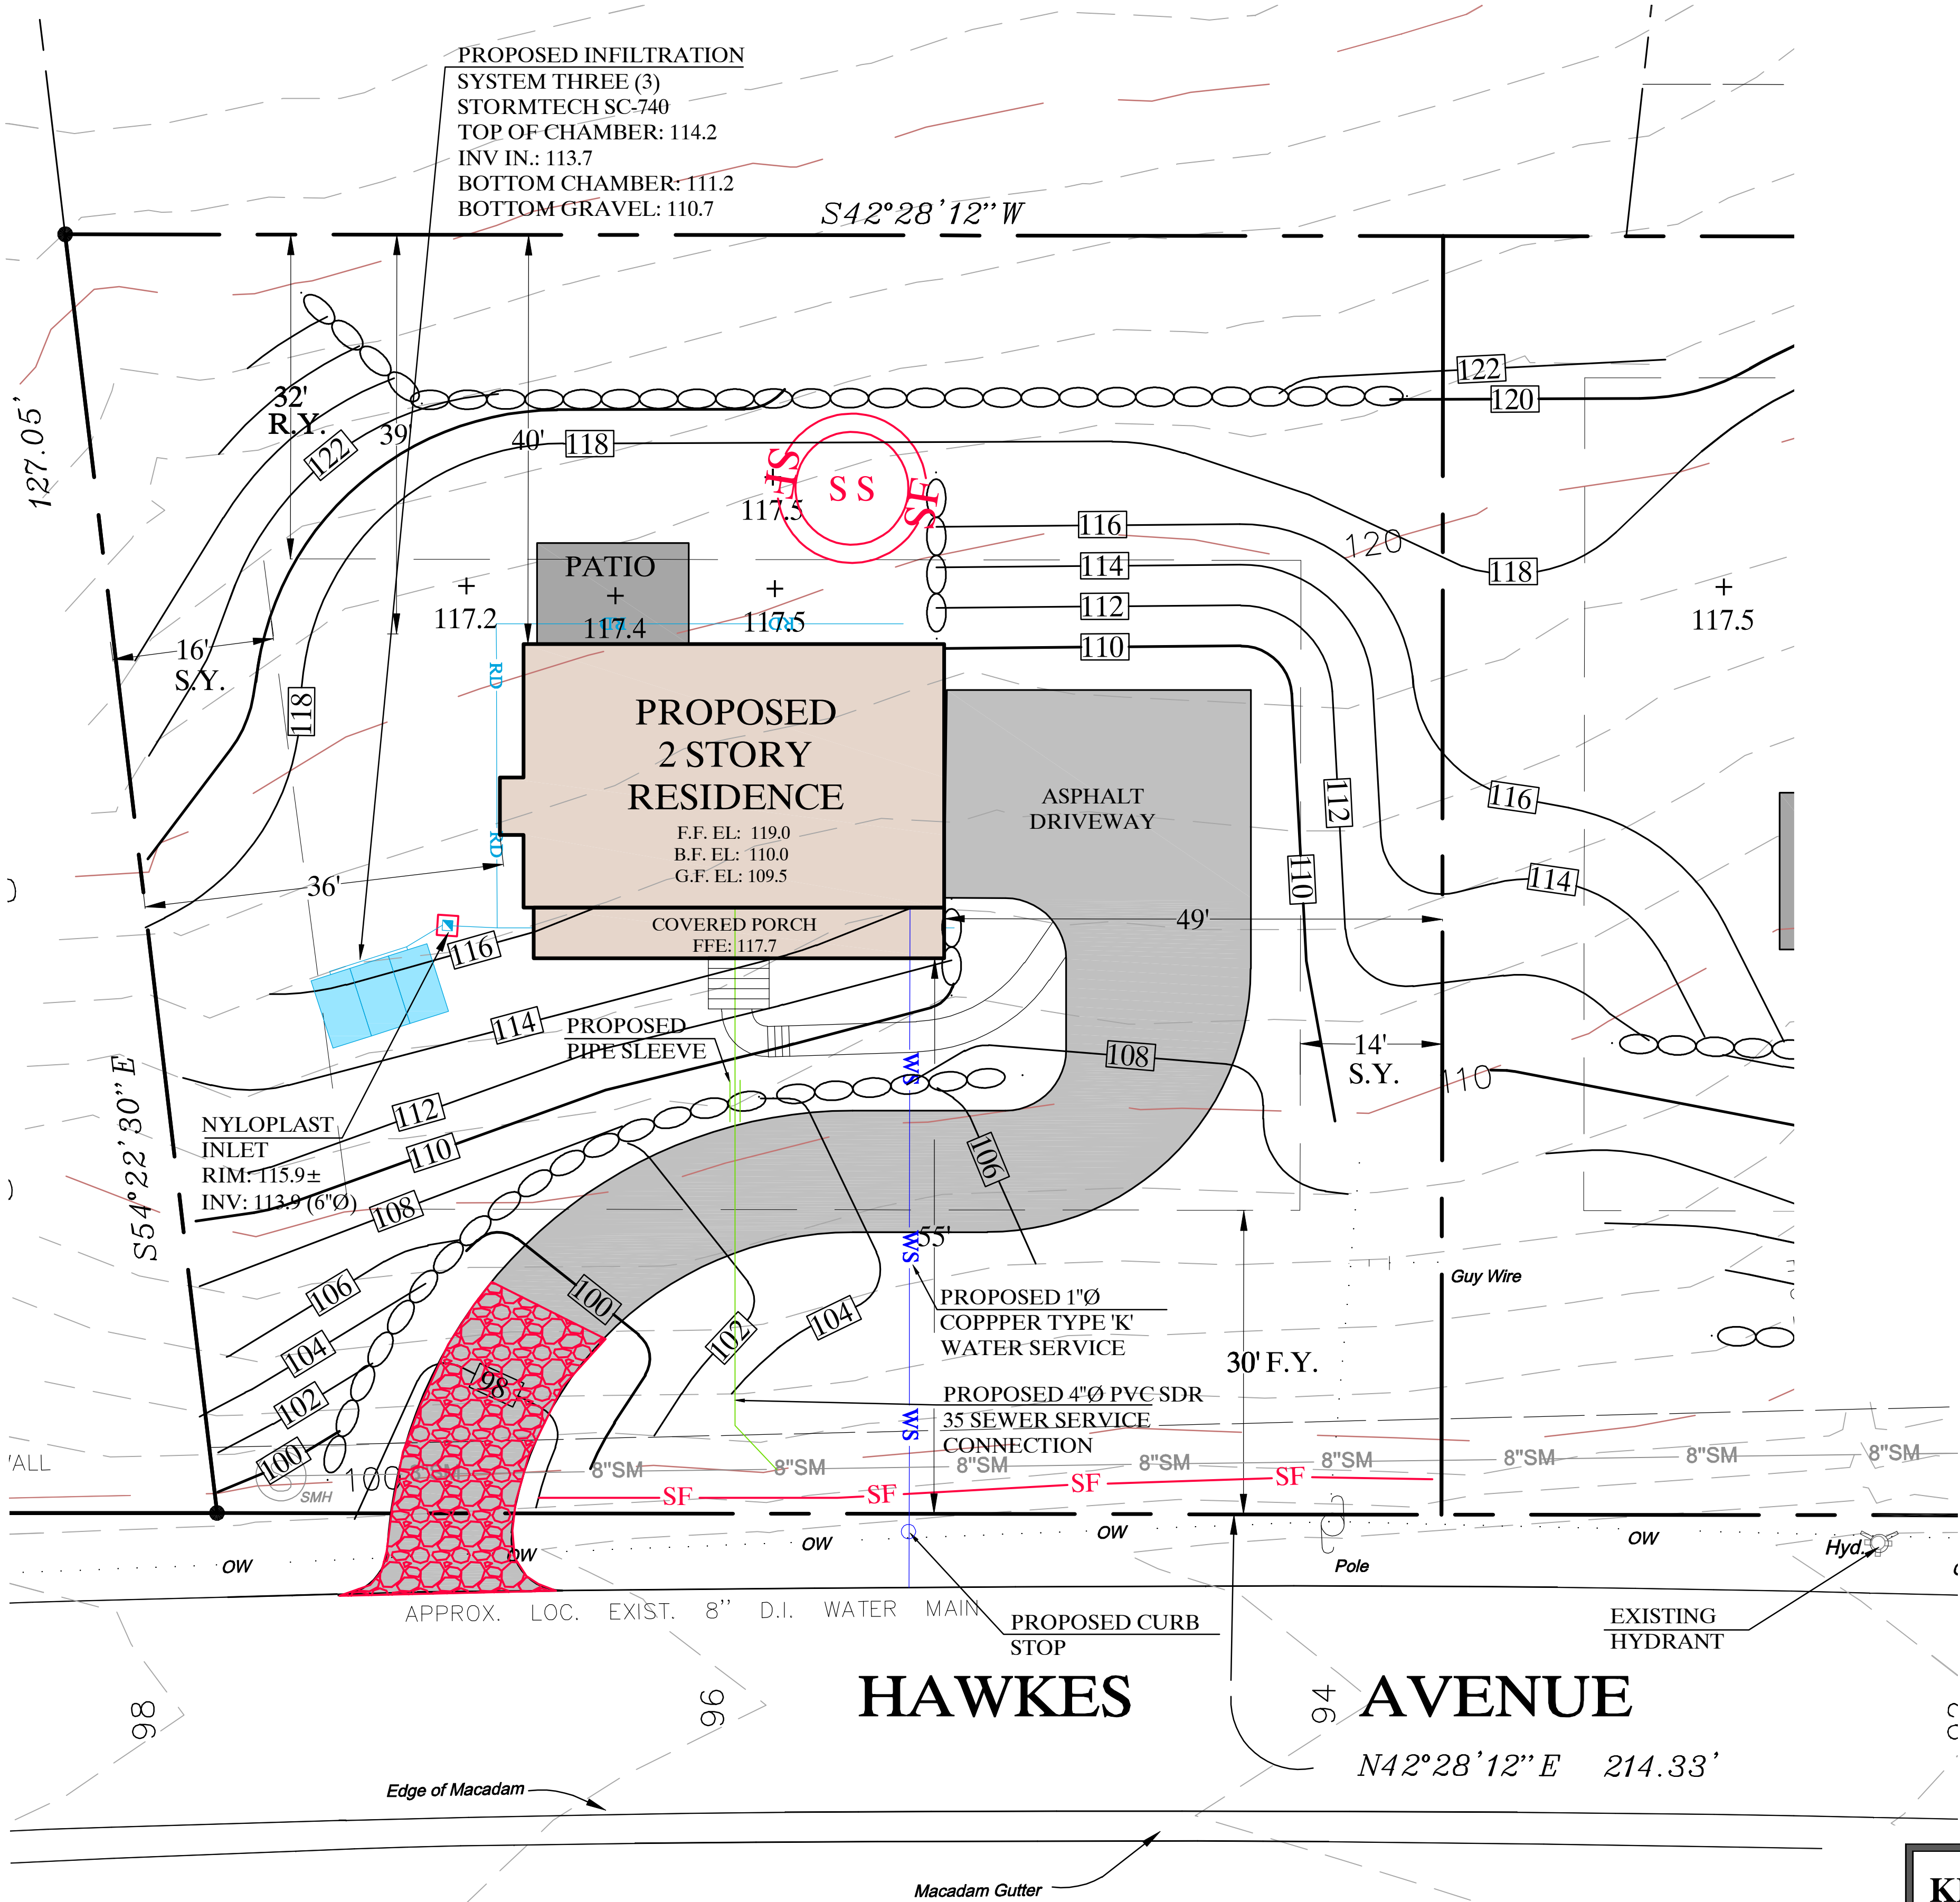 PROPOSED INFILTRATION
SYSTEM THREE (3)
STORMTECH SC-740
TOP OF CHAMBER: 114.2
INV IN.: 113.7
BOTTOM CHAMBER: 111.2
BOTTOM GRAVEL: 110.7
S42°28'12"W
127.05'
32'
R.Y.
39'
40'
122
118
122
120
118
116
114
112
110
120
118
SF
SS
SF
117.5
PATIO
117.4
117.2
117.5
117.5
RD
RD
RD
RD
16'
S.Y.
118
PROPOSED
2 STORY
RESIDENCE
F.F. EL: 119.0
B.F. EL: 110.0
G.F. EL: 109.5
COVERED PORCH
FFE: 117.7
ASPHALT
DRIVEWAY
112
110
116
114
36'
49'
116
114
PROPOSED
PIPE SLEEVE
108
14'
S.Y.
110
WS
NYLOPLAST
INLET
RIM: 115.9±
INV: 113.9 (6"Ø)
112
110
108
106
S54°22'30"E
106
104
102
100
100
98
100
102
104
WS
55'
PROPOSED 1"Ø
COPPPER TYPE 'K'
WATER SERVICE
Guy Wire
30' F.Y.
PROPOSED 4"Ø PVC SDR
35 SEWER SERVICE
CONNECTION
WS
'ALL
S
SMH
8"SM
8"SM
8"SM
8"SM
8"SM
8"SM
8"SM
8"SM
8"SM
SF
SF
SF
SF
OW
OW
OW
OW
OW
Pole
Hyd.
APPROX. LOC. EXIST. 8" D.I. WATER MAIN
PROPOSED CURB
STOP
EXISTING
HYDRANT
98
96
94
HAWKES AVENUE
N42°28'12"E 214.33'
Edge of Macadam
Macadam Gutter